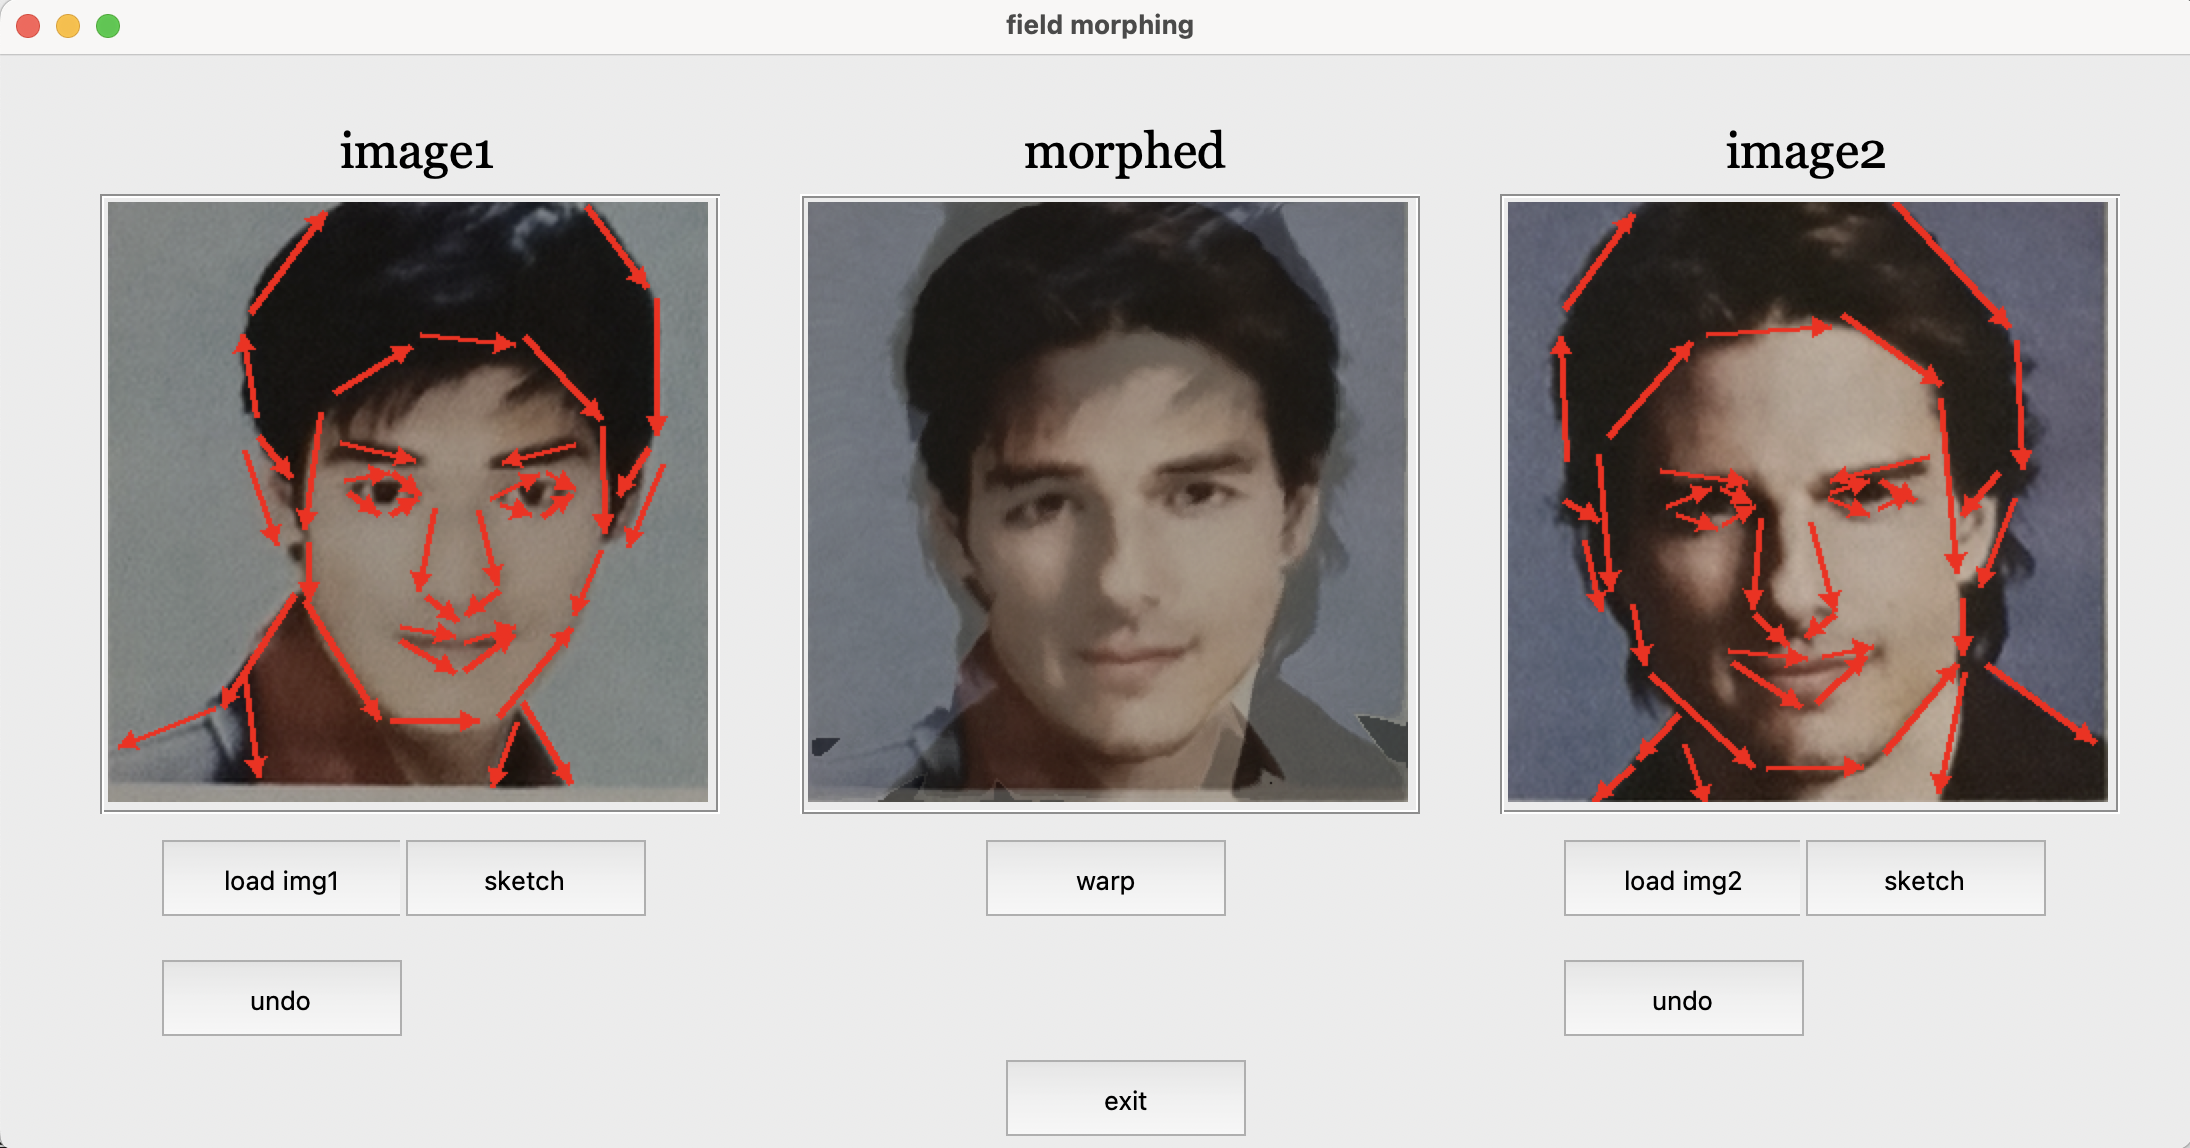 field morphing
image1
morphed
image2
load img1
sketch
warp
load img2
sketch
undo
undo
exit